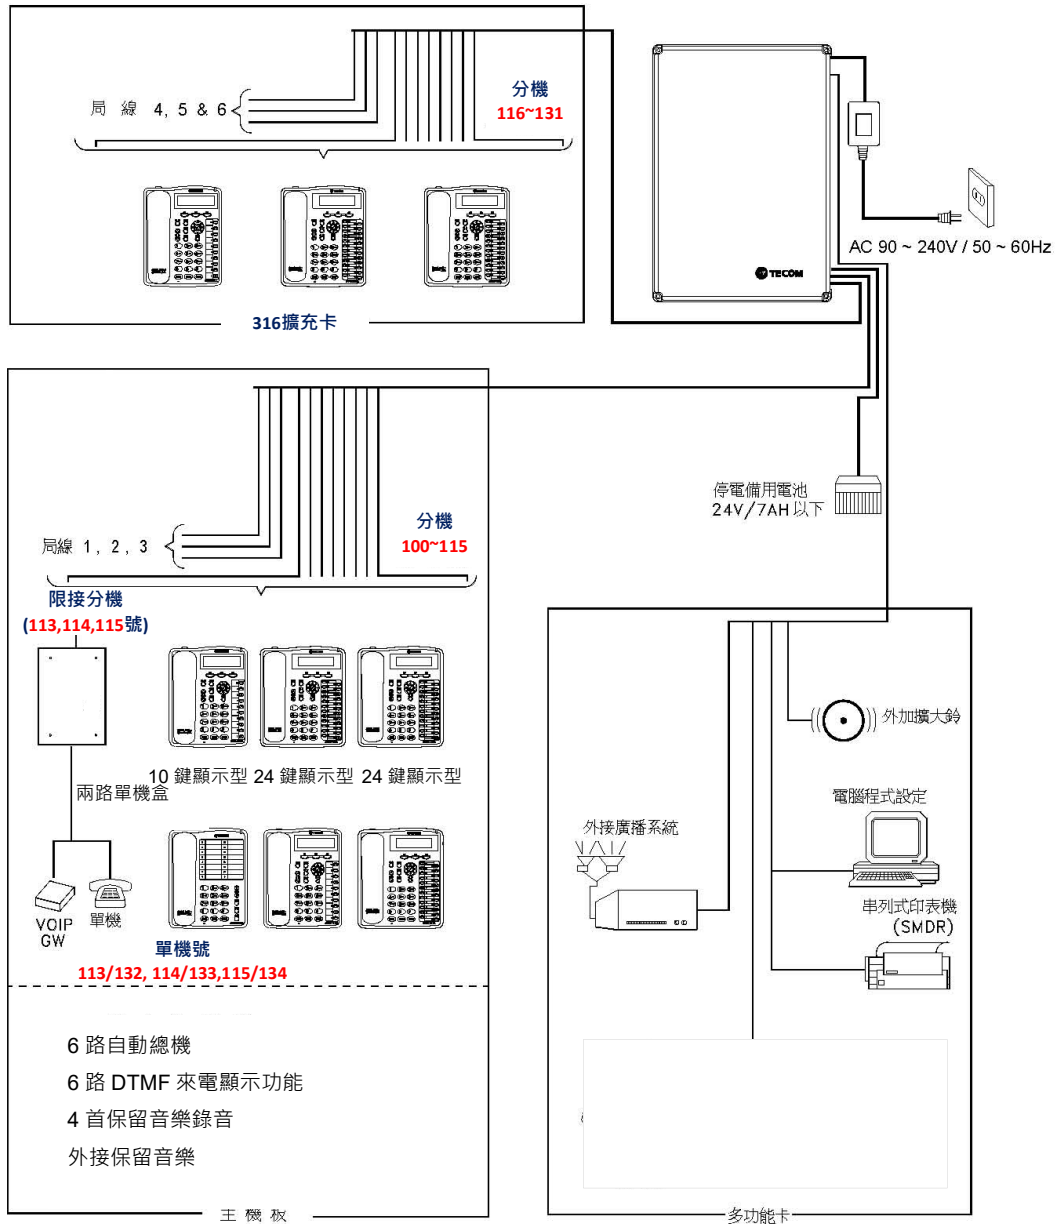 分機
116~131
局線 4, 5 & 6
316擴充卡
TECOM
AC 90 ~ 240V / 50 ~ 60Hz
停電備用電池
24V/7AH 以下
分機
100~115
局線 1, 2, 3
限接分機
(113,114,115號)
10 鍵顯示型 24 鍵顯示型 24 鍵顯示型
兩路單機盒
VOIP
GW
單機
單機號
113/132, 114/133,115/134
6 路自動總機
6 路 DTMF 來電顯示功能
4 首保留音樂錄音
外接保留音樂
主機板
外加擴大鈴
電腦程式設定
外接廣播系統
串列式印表機
(SMDR)
多功能卡